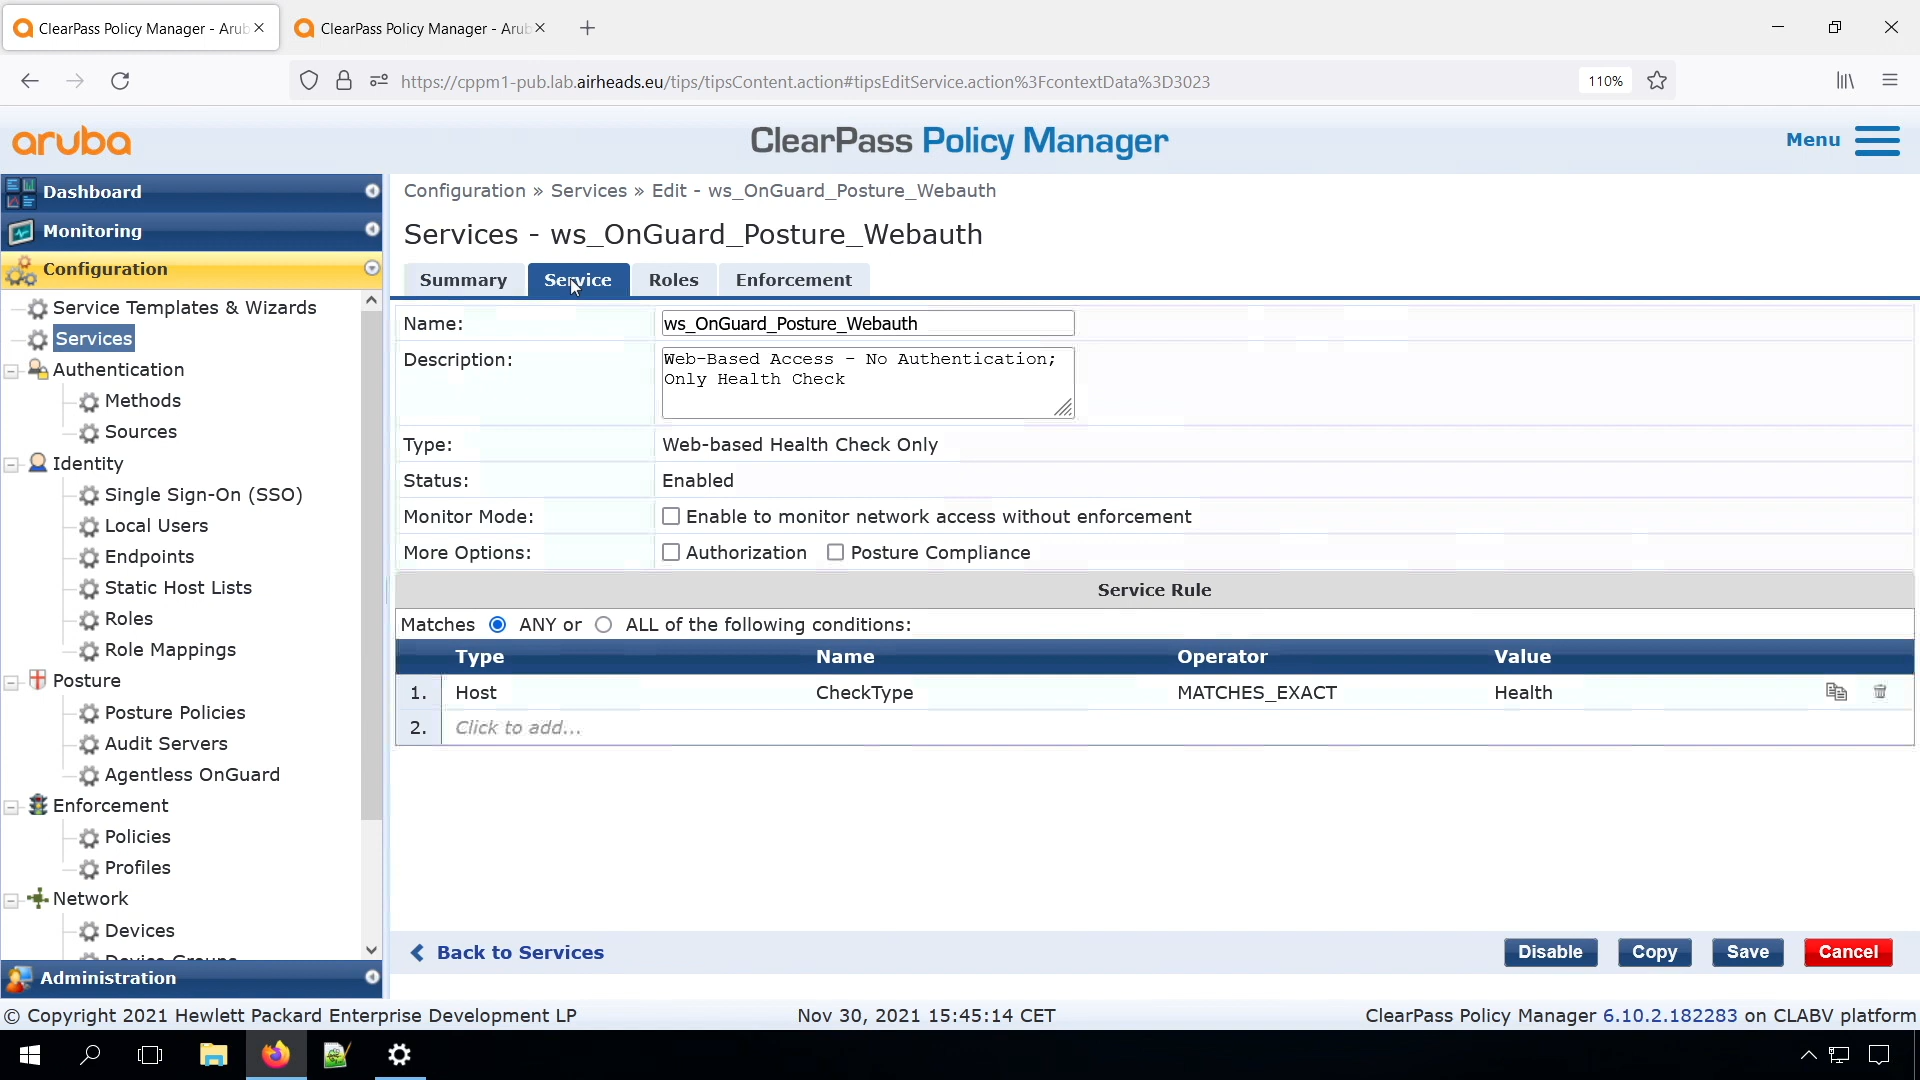 ClearPass Policy Manager - Arub
ClearPass Policy Manager - Arub
https://cppm1-pub.lab.airheads.eu/tips/tipsContent.action#tipsEditService.action%3FcontextData%3D3023
110%
aruba
ClearPass Policy Manager
Menu
Dashboard
Monitoring
Configuration
Service Templates & Wizards
Services
Authentication
Methods
Sources
Identity
Single Sign-On (SSO)
Local Users
Endpoints
Static Host Lists
Roles
Role Mappings
Posture
Posture Policies
Audit Servers
Agentless OnGuard
Enforcement
Policies
Profiles
Network
Devices
Device Groups
Administration
Configuration » Services » Edit - ws_OnGuard_Posture_Webauth
Services - ws_OnGuard_Posture_Webauth
Summary Service Roles Enforcement
Name: ws_OnGuard_Posture_Webauth
Description: Web-Based Access - No Authentication;
Only Health Check
Type: Web-based Health Check Only
Status: Enabled
Monitor Mode: Enable to monitor network access without enforcement
More Options: Authorization Posture Compliance
Service Rule
Matches ANY or ALL of the following conditions:
Type Name Operator Value
1. Host CheckType MATCHES_EXACT Health
2. Click to add...
Back to Services Disable Copy Save Cancel
© Copyright 2021 Hewlett Packard Enterprise Development LP Nov 30, 2021 15:45:14 CET ClearPass Policy Manager 6.10.2.182283 on CLABV platform